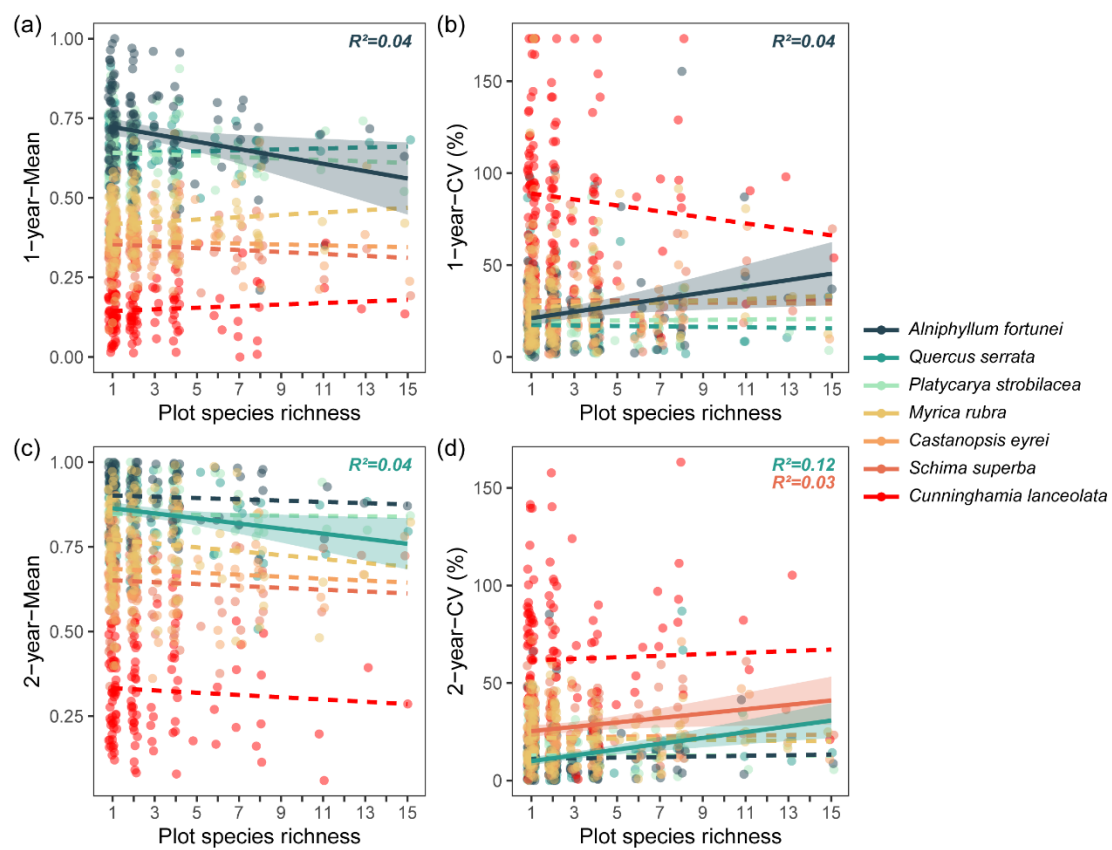 (a)
R²=0.04
1.00
0.75
0.50
0.25
0.00
1−year−Mean
1 3 5 7 9 11 13 15
Plot species richness
(b)
R²=0.04
150
100
50
0
1−year−CV (%)
1 3 5 7 9 11 13 15
Plot species richness
Alniphyllum fortunei
Quercus serrata
Platycarya strobilacea
Myrica rubra
Castanopsis eyrei
Schima superba
Cunninghamia lanceolata
(c)
R²=0.04
1.00
0.75
0.50
0.25
2−year−Mean
1 3 5 7 9 11 13 15
Plot species richness
(d)
R²=0.12
R²=0.03
150
100
50
0
2−year−CV (%)
1 3 5 7 9 11 13 15
Plot species richness